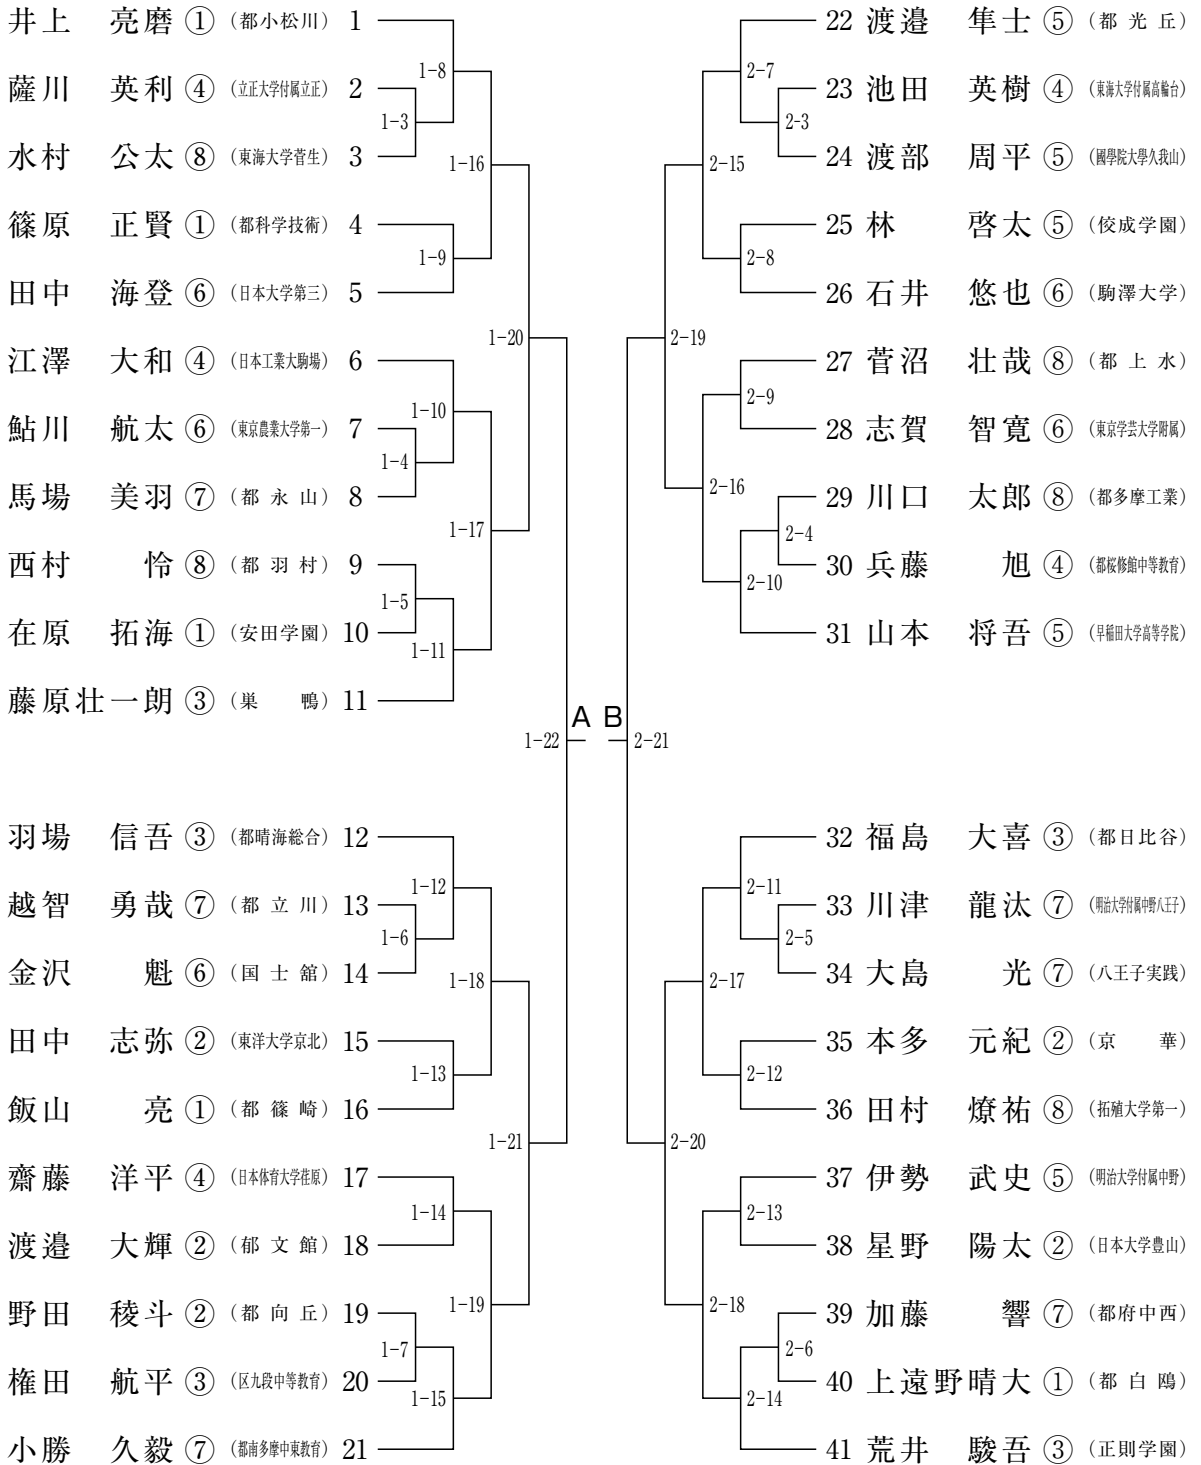 井上 亮磨 ① （都小松川） 1
薩川 英利 ④ （立正大学付属立正） 2
水村 公太 ⑧ （東海大学菅生） 3
篠原 正賢 ① （都科学技術） 4
田中 海登 ⑥ （日本大学第三） 5
江澤 大和 ④ （日本工業大駒場） 6
鮎川 航太 ⑥ （東京農業大学第一） 7
馬場 美羽 ⑦ （都永山） 8
西村 怜 ⑧ （都羽村） 9
在原 拓海 ① （安田学園） 10
藤原壮一朗 ③ （巣鴨） 11
羽場 信吾 ③ （都晴海総合） 12
越智 勇哉 ⑦ （都立川） 13
金沢 魁 ⑥ （国士舘） 14
田中 志弥 ② （東洋大学京北） 15
飯山 亮 ① （都篠崎） 16
齋藤 洋平 ④ （日本体育大学荏原） 17
渡邉 大輝 ② （郁文館） 18
野田 稜斗 ② （都向丘） 19
権田 航平 ③ （区九段中等教育） 20
小勝 久毅 ⑦ （都南多摩中東教育） 21
1-8
1-3
1-16
1-9
1-20
1-10
1-4
1-17
1-5
1-11
1-22
A
B
2-21
1-12
1-6
1-18
1-13
1-21
1-14
1-19
1-7
1-15
2-7
2-3
2-15
2-8
2-19
2-9
2-16
2-4
2-10
2-11
2-5
2-17
2-12
2-20
2-13
2-18
2-6
2-14
22 渡邉 隼士 ⑤ （都光丘）
23 池田 英樹 ④ （東海大学付属高輪台）
24 渡部 周平 ⑤ （國學院大學久我山）
25 林 啓太 ⑤ （佼成学園）
26 石井 悠也 ⑥ （駒澤大学）
27 菅沼 壮哉 ⑧ （都上水）
28 志賀 智寛 ⑥ （東京学芸大学附属）
29 川口 太郎 ⑧ （都多摩工業）
30 兵藤 旭 ④ （都桜修館中等教育）
31 山本 将吾 ⑤ （早稲田大学高等学院）
32 福島 大喜 ③ （都日比谷）
33 川津 龍汰 ⑦ （明治大学付属中野八王子）
34 大島 光 ⑦ （八王子実践）
35 本多 元紀 ② （京華）
36 田村 燎祐 ⑧ （拓殖大学第一）
37 伊勢 武史 ⑤ （明治大学付属中野）
38 星野 陽太 ② （日本大学豊山）
39 加藤 響 ⑦ （都府中西）
40 上遠野晴大 ① （都白鴎）
41 荒井 駿吾 ③ （正則学園）